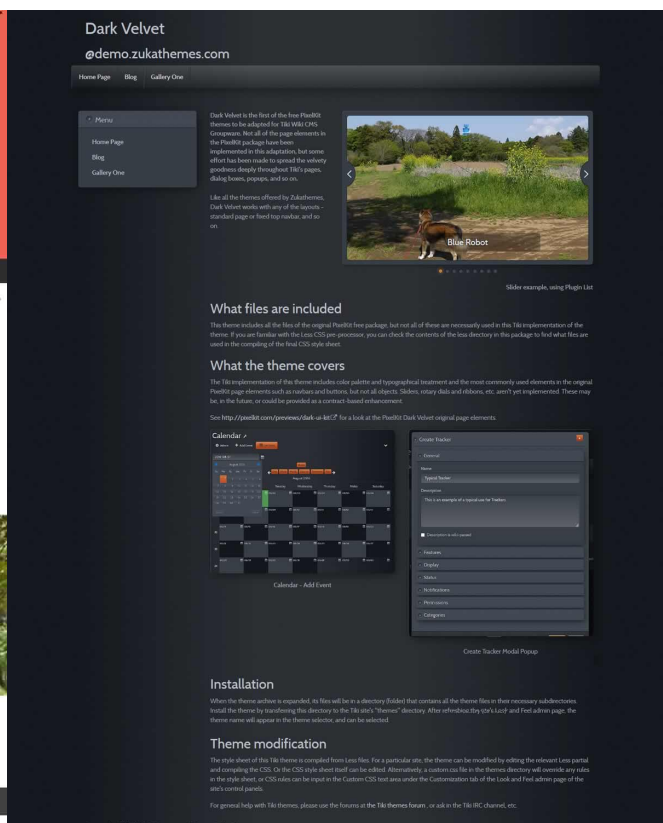 Dark Velvet
@demo.zukathemes.com
Home Page Blog Gallery One
Menu
Home Page
Blog
Gallery One
Dark Velvet is the first of the free PixelKit
themes to be adapted for Tiki Wiki CMS
Groupware. Not all of the page elements in
the PixelKit package have been
implemented in this adaptation, but some
effort has been made to spread the velvety
goodness deeply throughout Tiki's pages,
dialog boxes, popups, and so on.
Like all the themes offered by Zukathemes,
Dark Velvet works with any of the layouts -
standard page or fixed top navbar, and so
on.
Blue Robot
Slider example, using Plugin List
What files are included
This theme includes all the files of the original PixelKit free package, but not all of these are necessarily used in this Tiki implementation of the
theme. If you are familiar with the Less CSS pre-processor, you can check the contents of the less directory in this package to find what files are
used in the compiling of the final CSS style sheet.
What the theme covers
The Tiki implementation of this theme includes color palette and typographical treatment and the most commonly used elements in the original
PixelKit page elements such as navbars and buttons, but not all objects. Sliders, rotary dials and ribbons, etc. aren't yet implemented. These may
be, in the future, or could be provided as a contract-based enhancement.
See http://pixelkit.com/previews/dark-ui-kit for a look at the PixelKit Dark Velvet original page elements.
Calendar
August 2016
Calendar - Add Event
Create Tracker
General
Name
Typical Tracker
Description
This is an example of a typical use for Trackers.
Description is wiki-parsed
Features
Display
Status
Notifications
Permissions
Categories
Create Tracker Modal Popup
Installation
When the theme archive is expanded, its files will be in a directory (folder) that contains all the theme files in their necessary subdirectories.
Install the theme by transferring this directory to the Tiki site's "themes" directory. After refreshing the site's Look and Feel admin page, the
theme name will appear in the theme selector, and can be selected.
Theme modification
The style sheet of this Tiki theme is compiled from Less files. For a particular site, the theme can be modified by editing the relevant Less partial
and compiling the CSS. Or the CSS style sheet itself can be edited. Alternatively, a custom.css file in the themes directory will override any rules
in the style sheet, or CSS rules can be input in the Custom CSS text area under the Customization tab of the Look and Feel admin page of the
site's control panels.
For general help with Tiki themes, please use the forums at the Tiki themes forum , or ask in the Tiki IRC channel, etc.